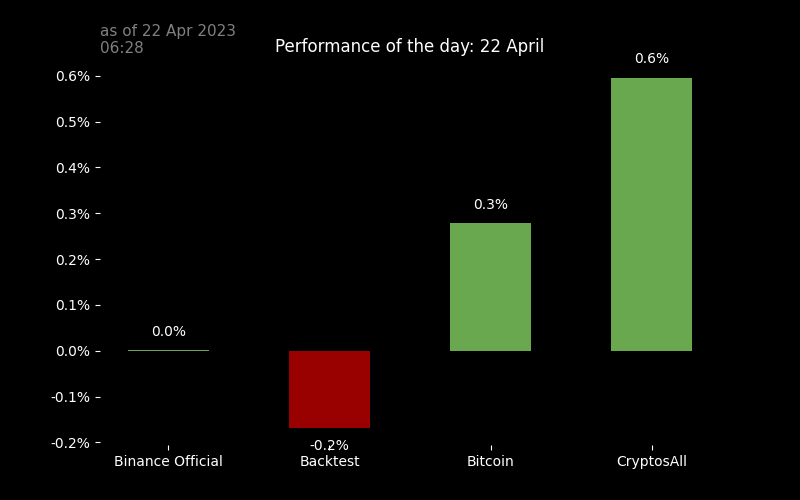 as of 22 Apr 2023
06:28
Performance of the day: 22 April
0.6%
0.6%
0.5%
0.4%
0.3%
0.3%
0.2%
0.1%
0.0%
0.0%
-0.1%
-0.2%
-0.2%
Binance Official
Backtest
Bitcoin
CryptosAll